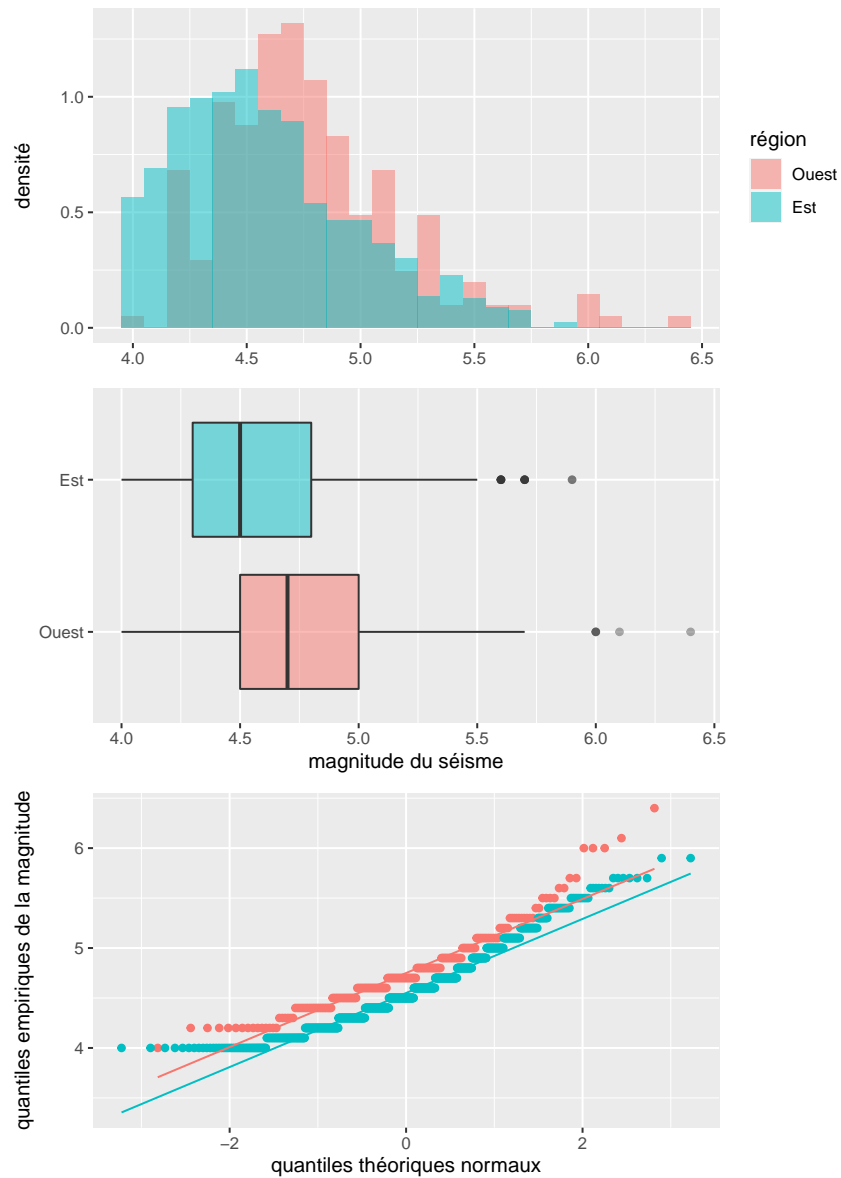 densité
1.0
0.5
0.0
4.0 4.5 5.0 5.5 6.0 6.5
région
Ouest
Est
Est
Ouest
4.0 4.5 5.0 5.5 6.0 6.5
magnitude du séisme
quantiles empiriques de la magnitude
6
5
4
−2 0 2
quantiles théoriques normaux